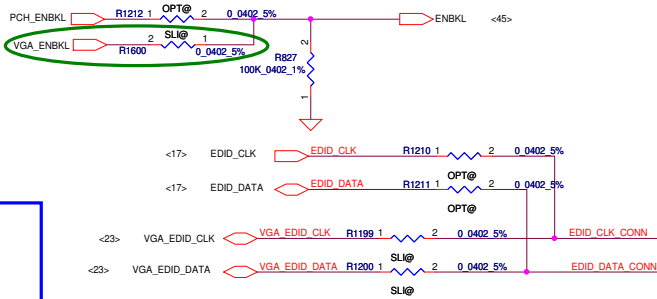 PCH_ENBKL R1212 1 OPT@ 2 0_0402_5% ENBKL <45>
VGA_ENBKL 2 SLI@ 1
R1600 0_0402_5%
2
R827
100K_0402_1%
1
<17> EDID_CLK EDID_CLK R1210 1 2 0_0402_5%
OPT@
<17> EDID_DATA EDID_DATA R1211 1 2 0_0402_5%
OPT@
<23> VGA_EDID_CLK VGA_EDID_CLK R1199 1 2 0_0402_5% EDID_CLK_CONN
SLI@
<23> VGA_EDID_DATA VGA_EDID_DATA R1200 1 2 0_0402_5% EDID_DATA_CONN
SLI@